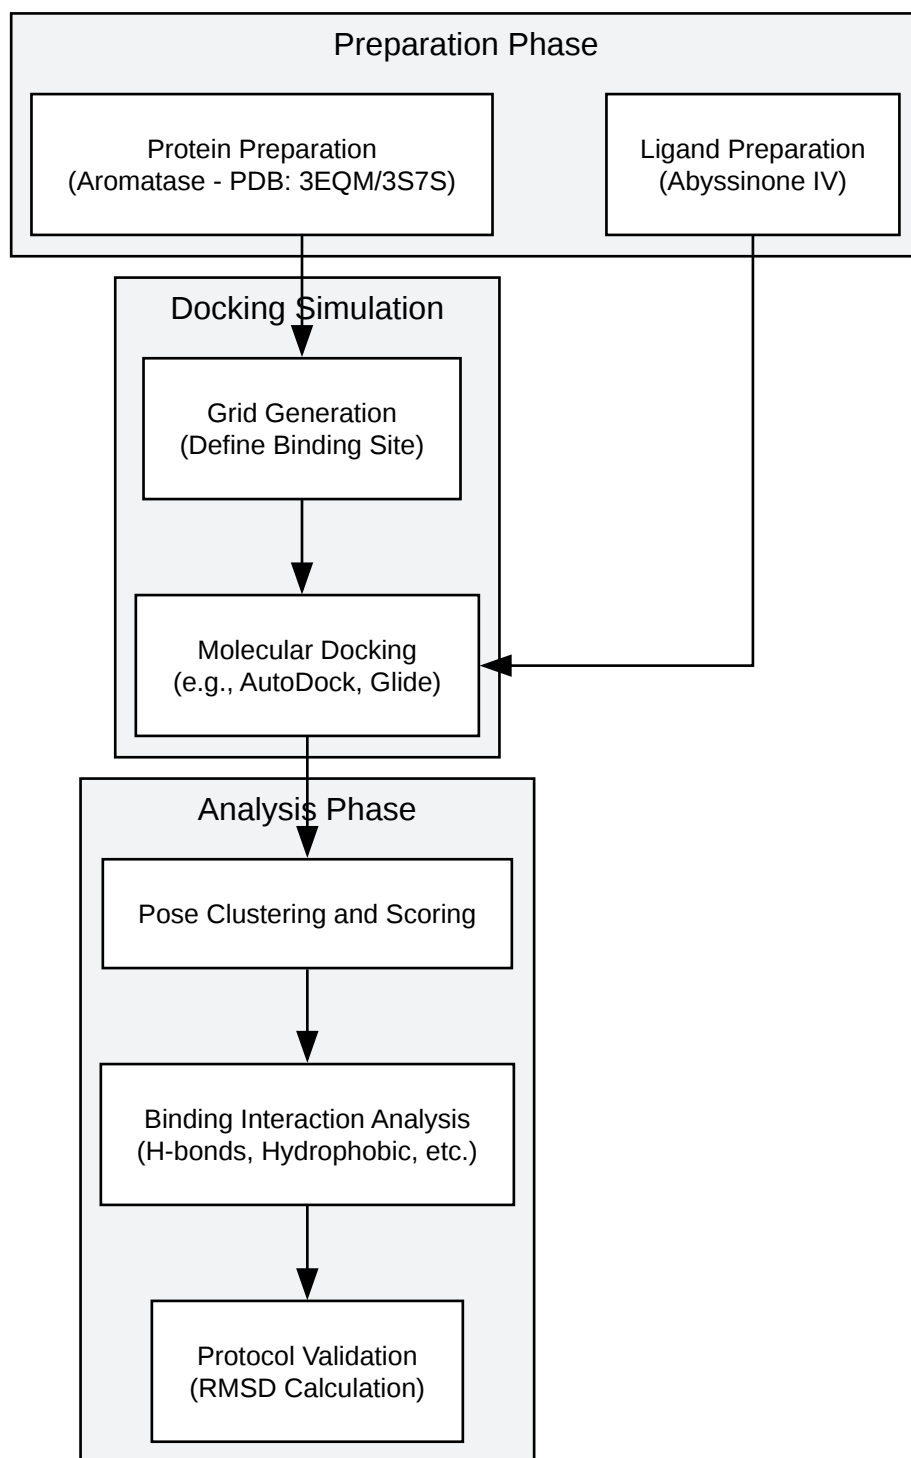 Preparation Phase
Protein Preparation
(Aromatase - PDB: 3EQM/3S7S)
Ligand Preparation
(Abyssinone IV)
Docking Simulation
Grid Generation
(Define Binding Site)
Molecular Docking
(e.g., AutoDock, Glide)
Analysis Phase
Pose Clustering and Scoring
Binding Interaction Analysis
(H-bonds, Hydrophobic, etc.)
Protocol Validation
(RMSD Calculation)